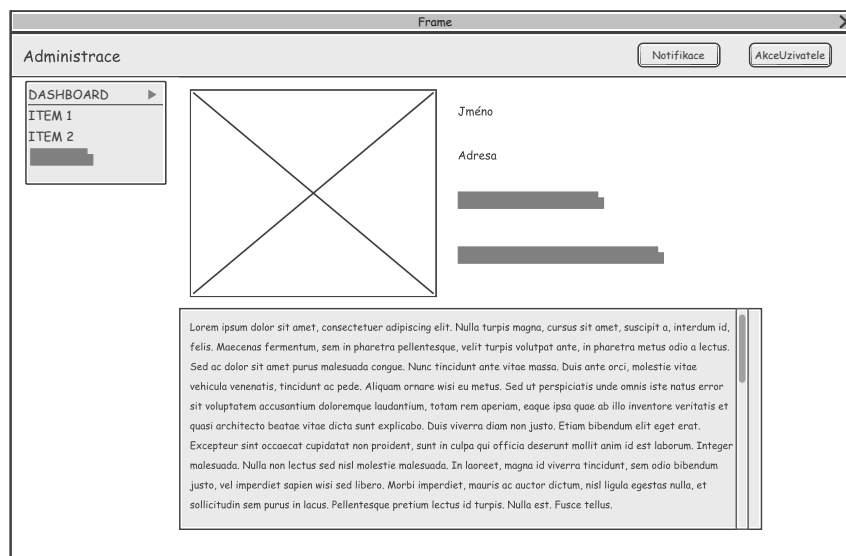 Frame
Administrace
Notifikace
AkceUzivatele
DASHBOARD
ITEM 1
ITEM 2
Jméno
Adresa
Lorem ipsum dolor sit amet, consectetuer adipiscing elit. Nulla turpis magna, cursus sit amet, suscipit a, interdum id,
felis. Maecenas fermentum, sem in pharetra pellentesque, velit turpis volutpat ante, in pharetra metus odio a lectus.
Sed ac dolor sit amet purus malesuada congue. Nunc tincidunt ante vitae massa. Duis ante orci, molestie vitae
vehicula venenatis, tincidunt ac pede. Aliquam ornare wisi eu metus. Sed ut perspiciatis unde omnis iste natus error
sit voluptatem accusantium doloremque laudantium, totam rem aperiam, eaque ipsa quae ab illo inventore veritatis et
quasi architecto beatae vitae dicta sunt explicabo. Duis viverra diam non justo. Etiam bibendum elit eget erat.
Excepteur sint occaecat cupidatat non proident, sunt in culpa qui officia deserunt mollit anim id est laborum. Integer
malesuada. Nulla non lectus sed nisl molestie malesuada. In laoreet, magna id viverra tincidunt, sem odio bibendum
justo, vel imperdiet sapien wisi sed libero. Morbi imperdiet, mauris ac auctor dictum, nisl ligula egestas nulla, et
sollicitudin sem purus in lacus. Pellentesque pretium lectus id turpis. Nulla est. Fusce tellus.